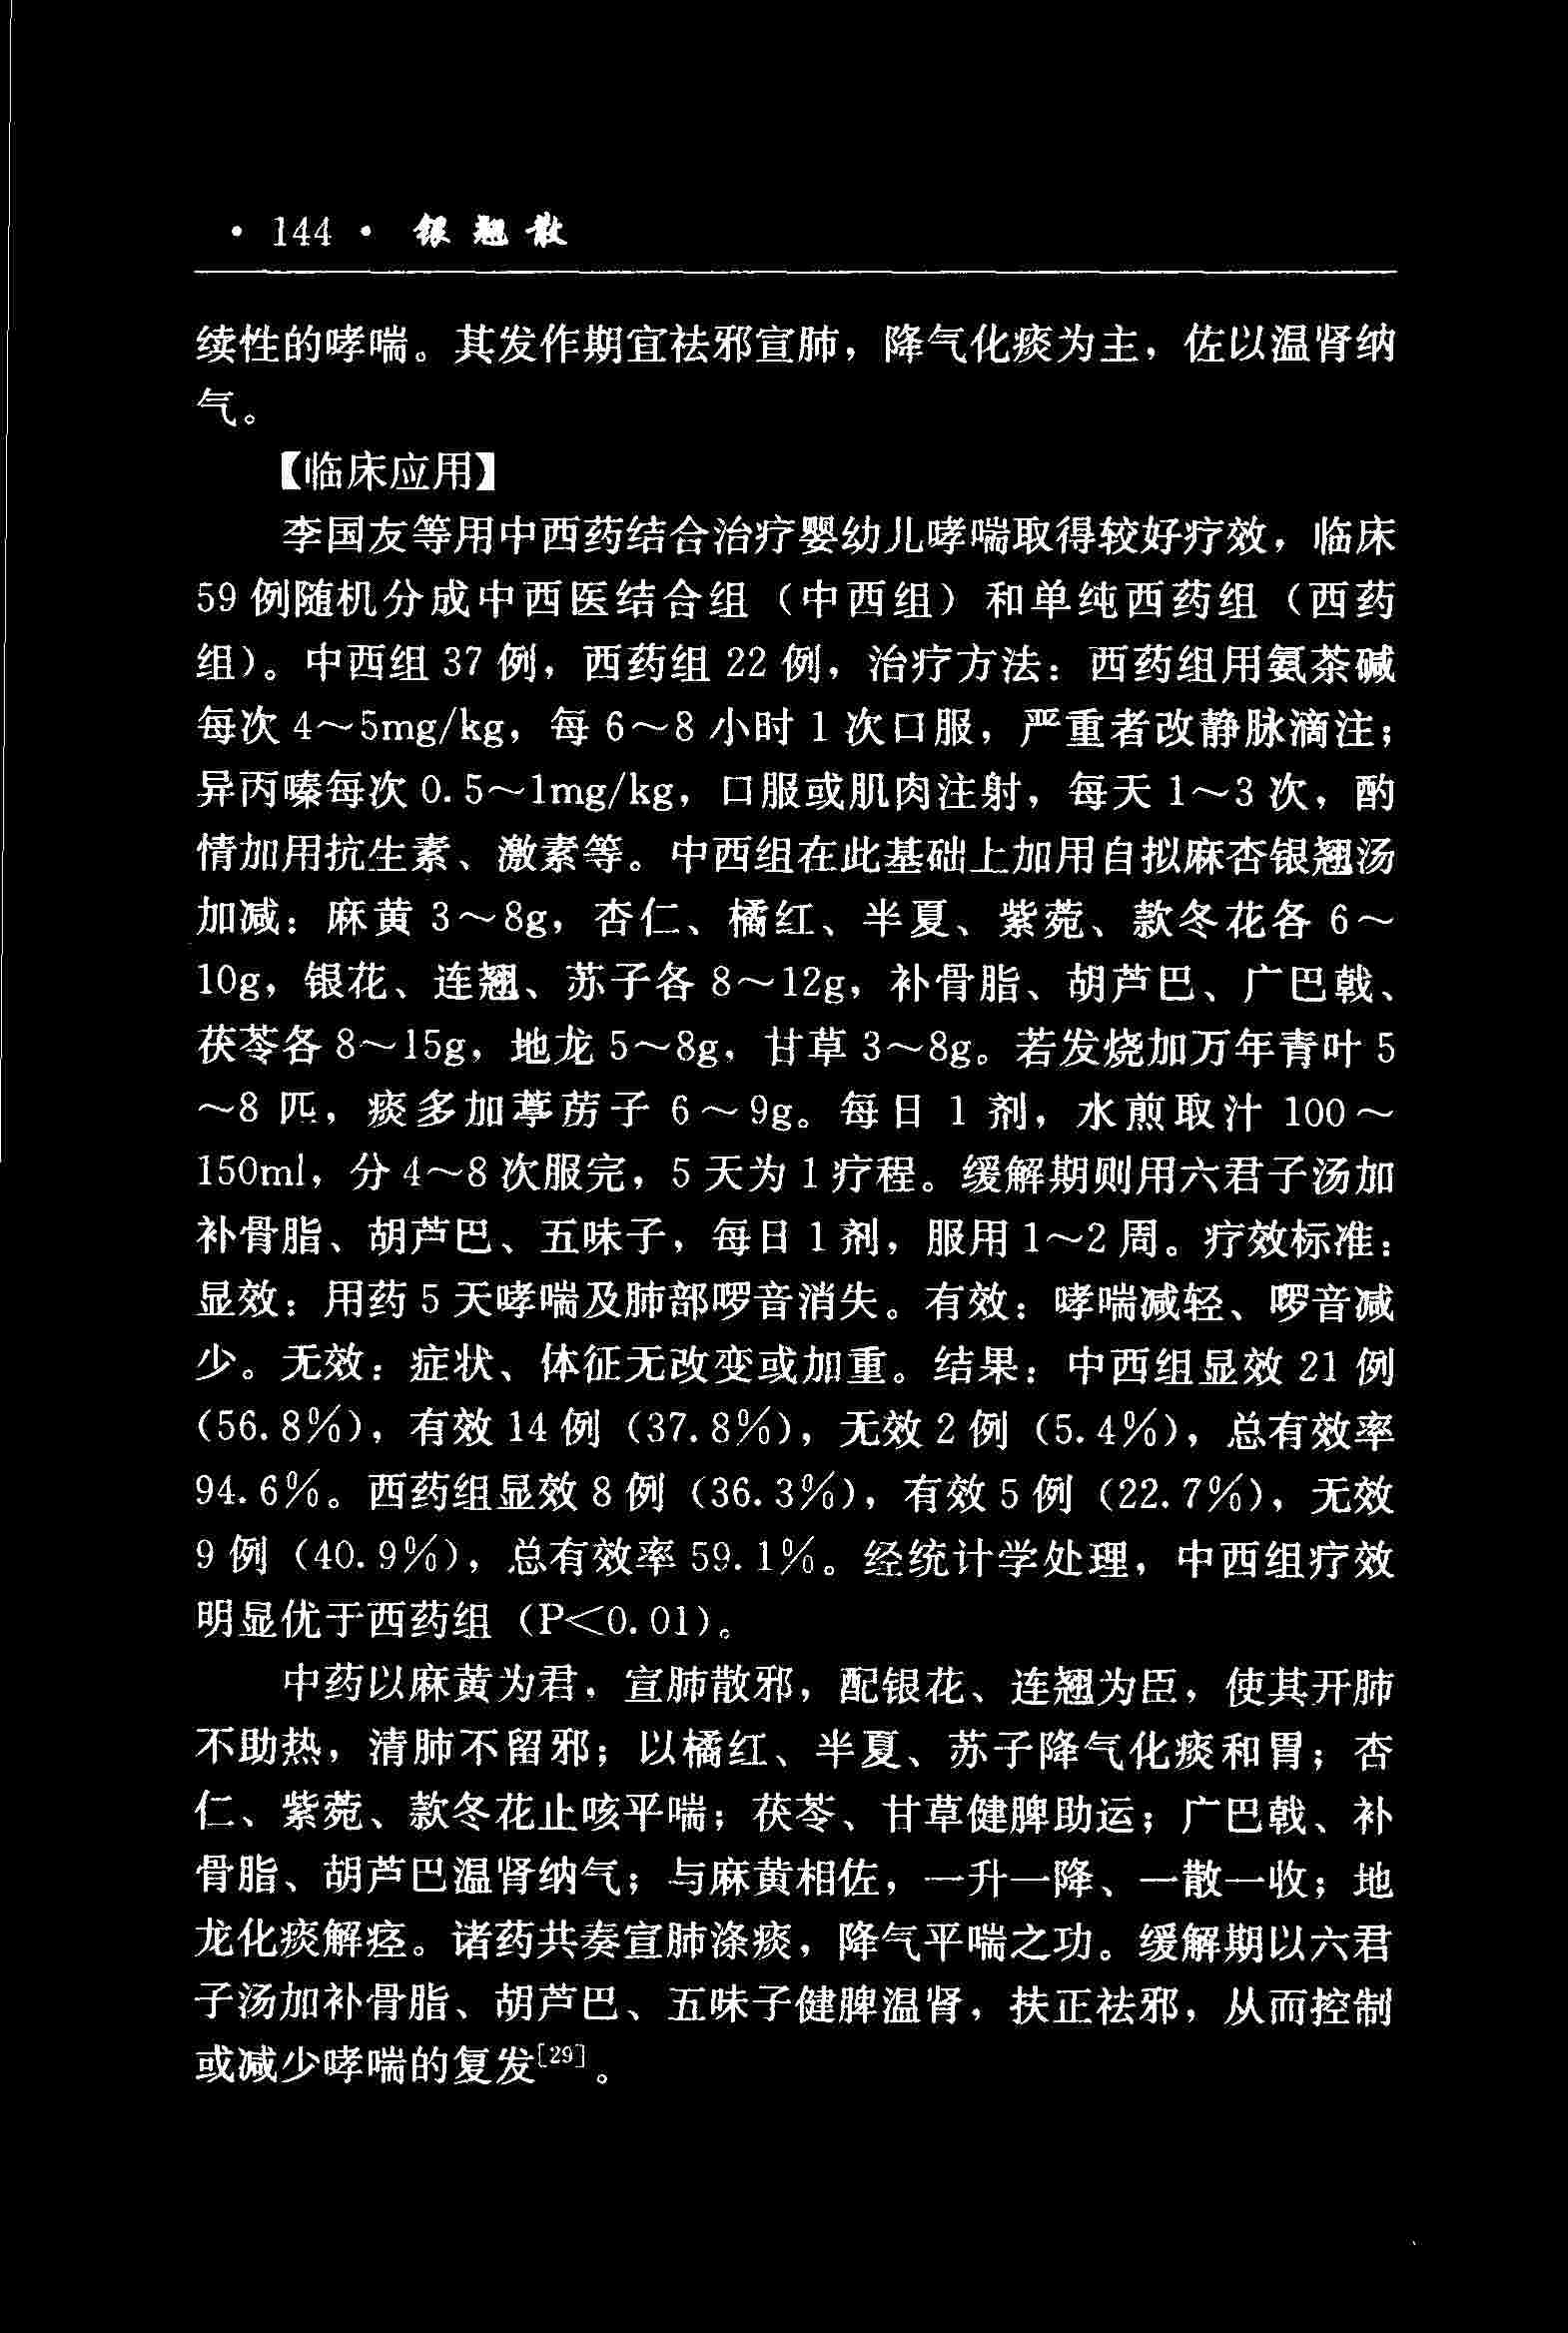 · 144 · 银翘散
续性的哮喘。其发作期宜祛邪宣肺，降气化痰为主，佐以温肾纳
气。
【临床应用】
李国友等用中西药结合治疗婴幼儿哮喘取得较好疗效，临床
59 例随机分成中西医结合组（中西组）和单纯西药组（西药
组）。中西组 37 例，西药组 22 例，治疗方法：西药组用氨茶碱
每次 4～5mg/kg，每 6～8 小时 1 次口服，严重者改静脉滴注；
异丙嗪每次 0.5～1mg/kg，口服或肌肉注射，每天 1～3 次，酌
情加用抗生素、激素等。中西组在此基础上加用自拟麻杏银翘汤
加减：麻黄 3～8g，杏仁、橘红、半夏、紫菀、款冬花各 6～
10g，银花、连翘、苏子各 8～12g，补骨脂、胡芦巴、广巴戟、
茯苓各 8～15g，地龙 5～8g，甘草 3～8g。若发烧加万年青叶 5
～8 匹，痰多加葶苈子 6～9g。每日 1 剂，水煎取汁 100～
150ml，分 4～8 次服完，5 天为 1 疗程。缓解期则用六君子汤加
补骨脂、胡芦巴、五味子，每日 1 剂，服用 1～2 周。疗效标准：
显效：用药 5 天哮喘及肺部啰音消失。有效：哮喘减轻、啰音减
少。无效：症状、体征无改变或加重。结果：中西组显效 21 例
（56.8%），有效 14 例（37.8%），无效 2 例（5.4%），总有效率
94.6%。西药组显效 8 例（36.3%），有效 5 例（22.7%），无效
9 例（40.9%），总有效率 59.1%。经统计学处理，中西组疗效
明显优于西药组（P<0.01）。
中药以麻黄为君，宣肺散邪，配银花、连翘为臣，使其开肺
不助热，清肺不留邪；以橘红、半夏、苏子降气化痰和胃；杏
仁、紫菀、款冬花止咳平喘；茯苓、甘草健脾助运；广巴戟、补
骨脂、胡芦巴温肾纳气；与麻黄相佐，一升一降、一散一收；地
龙化痰解痉。诸药共奏宣肺涤痰，降气平喘之功。缓解期以六君
子汤加补骨脂、胡芦巴、五味子健脾温肾，扶正祛邪，从而控制
或减少哮喘的复发[29]。